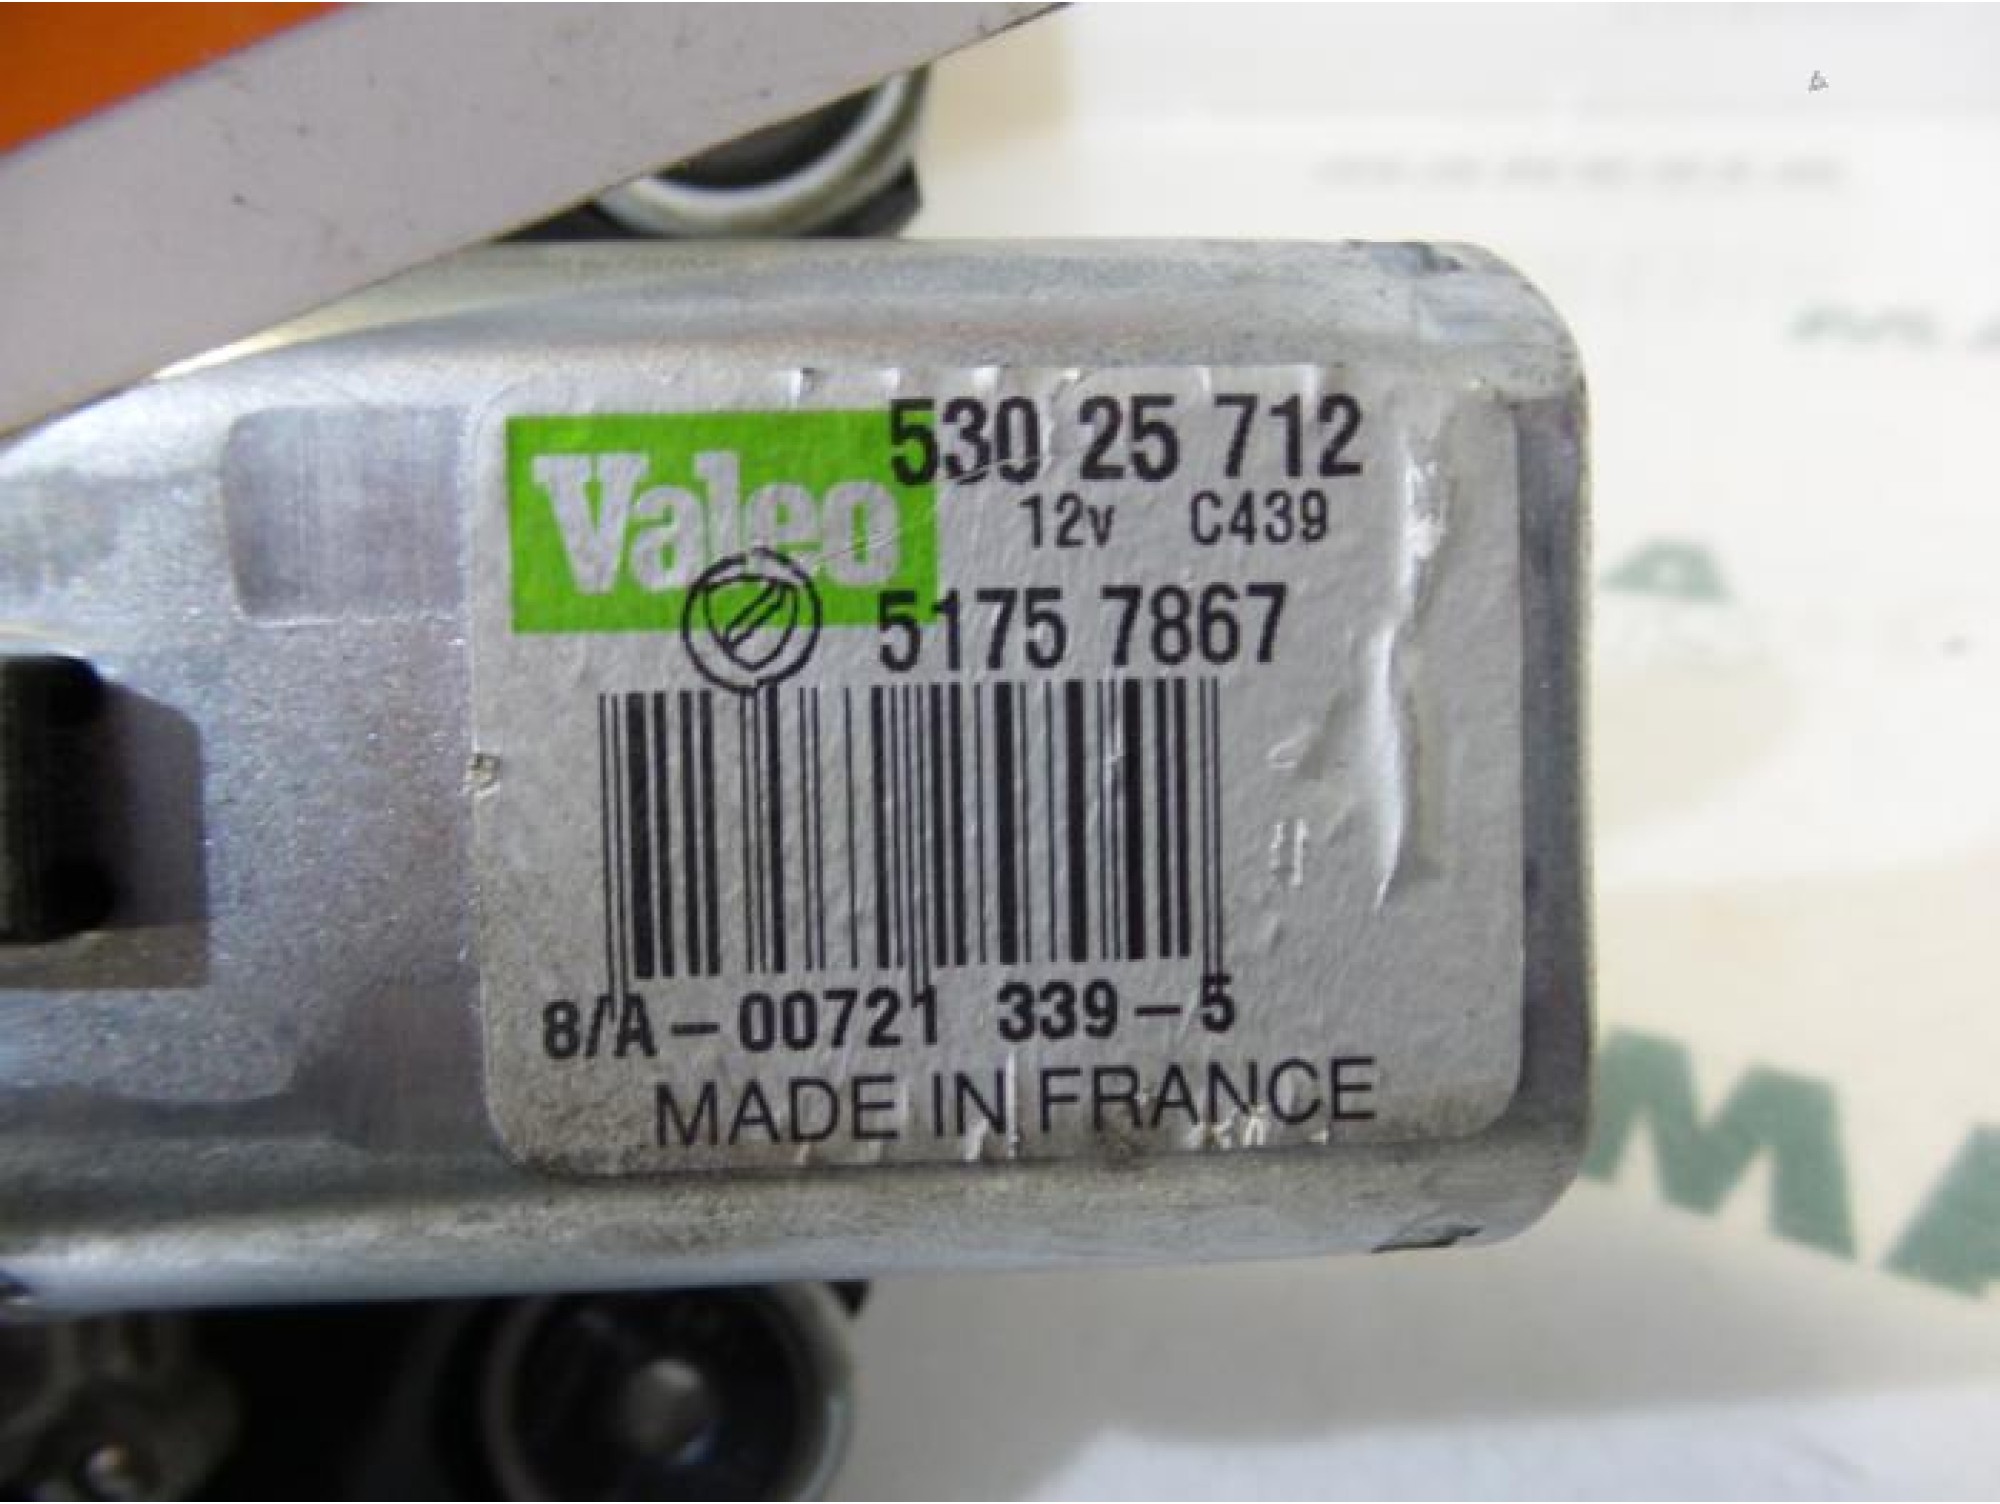 Valeo
530 25 712
12v C439
5175 7867
8/A-00721 339-5
MADE IN FRANCE